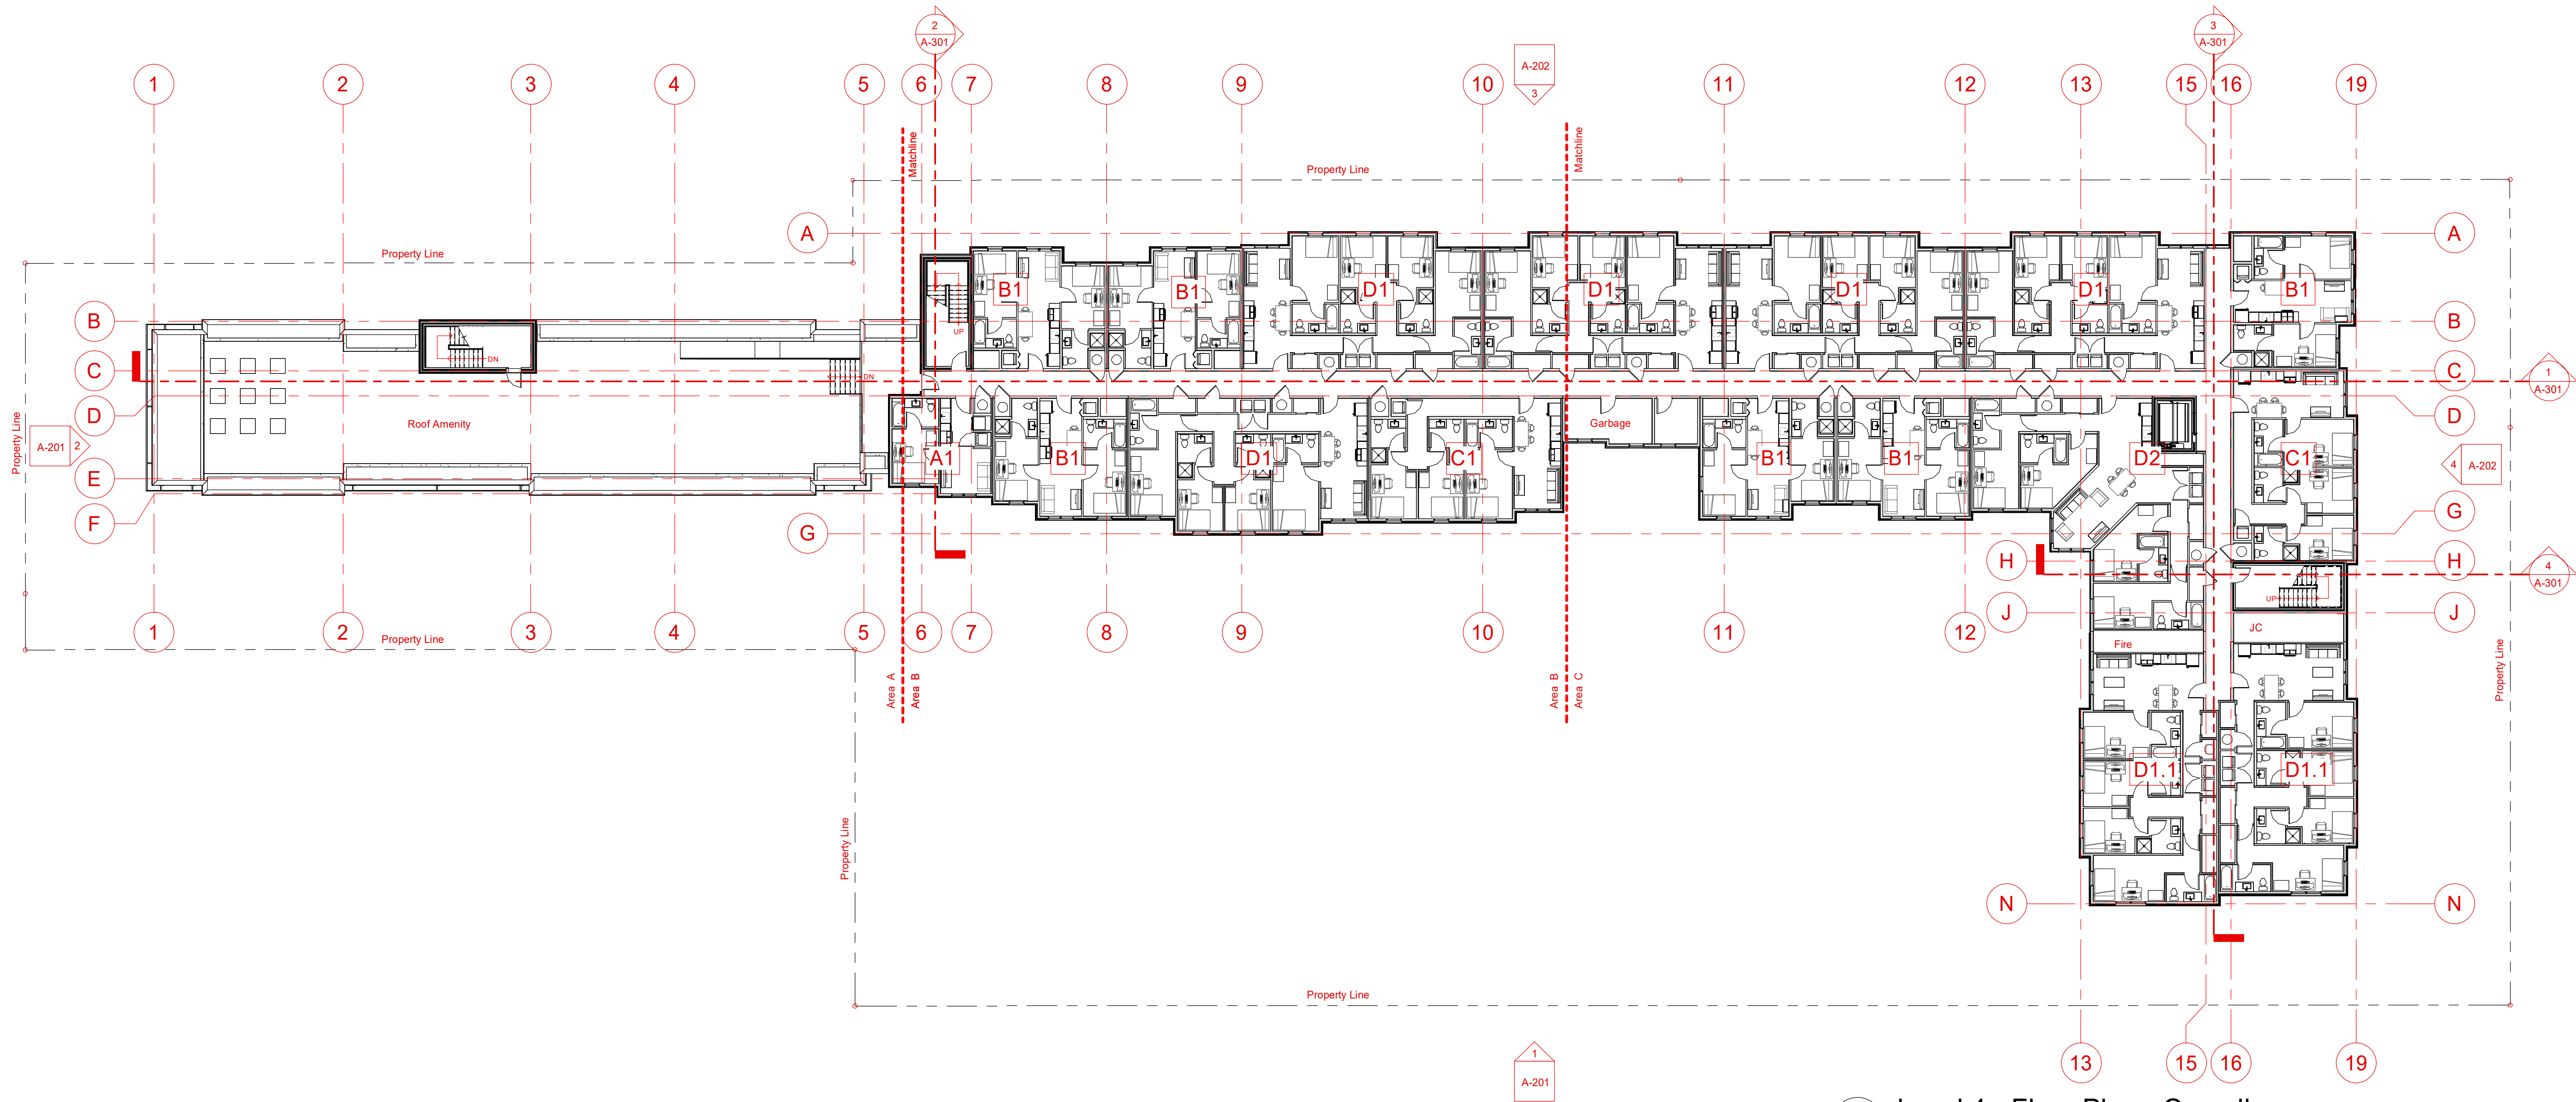 2
A-301
3
A-301
A-202
3
1
2
3
4
5
6
7
8
9
10
11
12
13
15
16
19
Matchline
Matchline
Property Line
A
A
Property Line
B1
B1
D1
D1
D1
D1
B1
B
B
UP
C
DN
DN
C
1
A-301
D
D
Roof Amenity
Garbage
Property Line
A-201
2
E
A1
B1
D1
C1
B1
B1
D2
C1
4
A-202
F
G
G
H
H
4
A-301
UP
J
J
1
2
3
4
5
6
7
8
9
10
11
12
JC
Property Line
Fire
Property Line
Area A
Area B
Area B
Area C
D1.1
D1.1
Property Line
N
N
Property Line
1
A-201
13
15
16
19